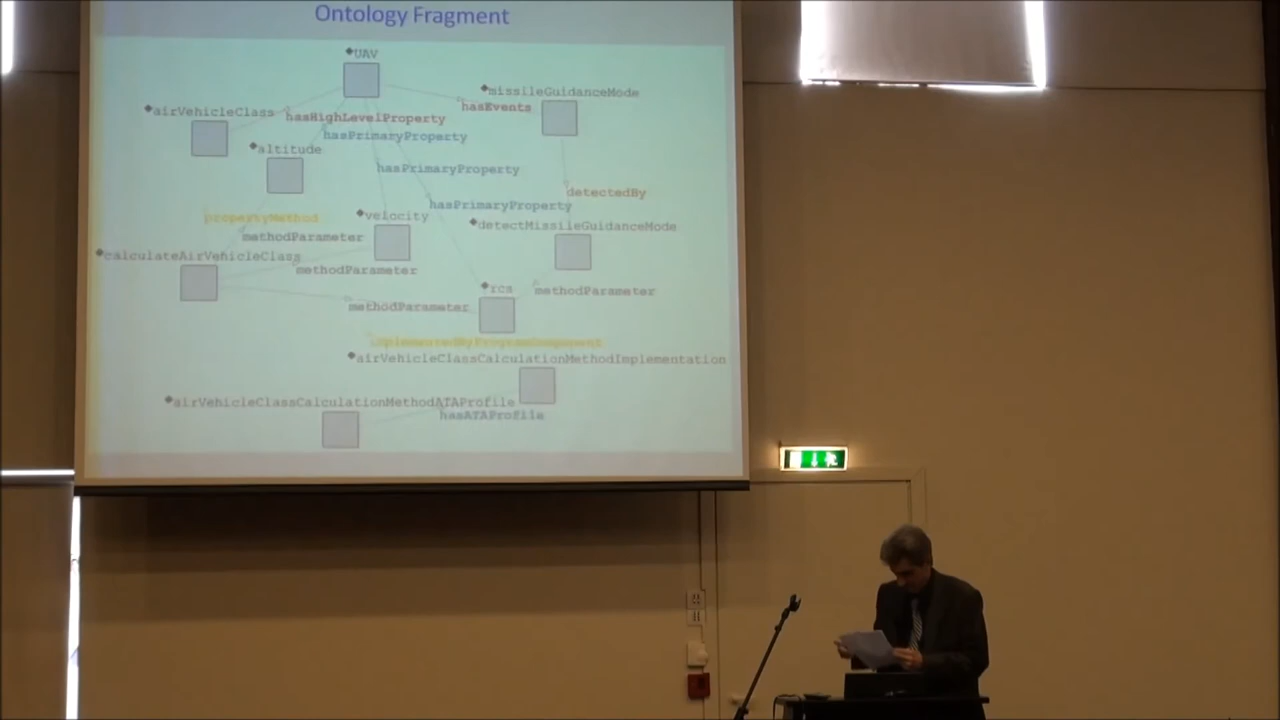 Ontology Fragment
UAV
missileGuidanceMode
hasEvents
airVehicleClass
hasHighLevelProperty
hasPrimaryProperty
altitude
hasPrimaryProperty
detectedBy
hasPrimaryProperty
propertyMethod
velocity
detectMissileGuidanceMode
methodParameter
calculateAirVehicleClass
methodParameter
rcs
methodParameter
methodParameter
implementedByProgramComponent
airVehicleClassCalculationMethodImplementation
airVehicleClassCalculationMethodATAProfile
hasATAProfile